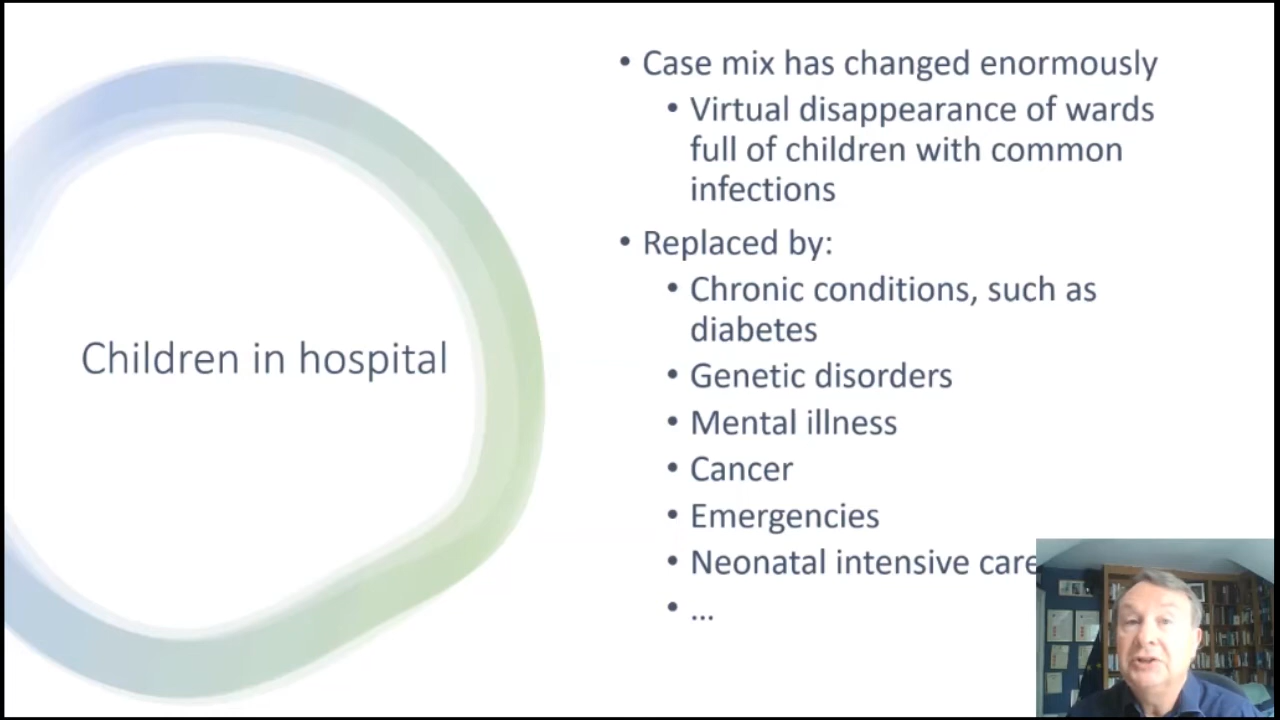 Children in hospital
• Case mix has changed enormously
• Virtual disappearance of wards
full of children with common
infections
• Replaced by:
• Chronic conditions, such as
diabetes
• Genetic disorders
• Mental illness
• Cancer
• Emergencies
• Neonatal intensive care
• ...